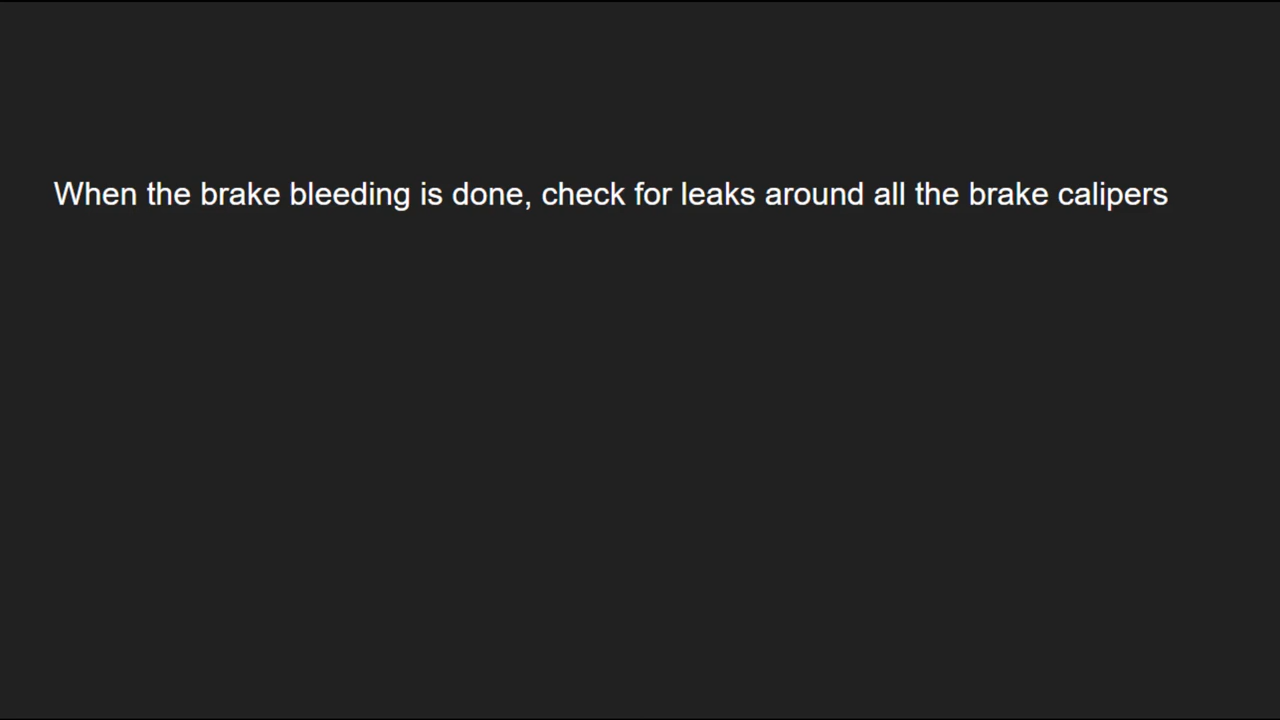 When the brake bleeding is done, check for leaks around all the brake calipers